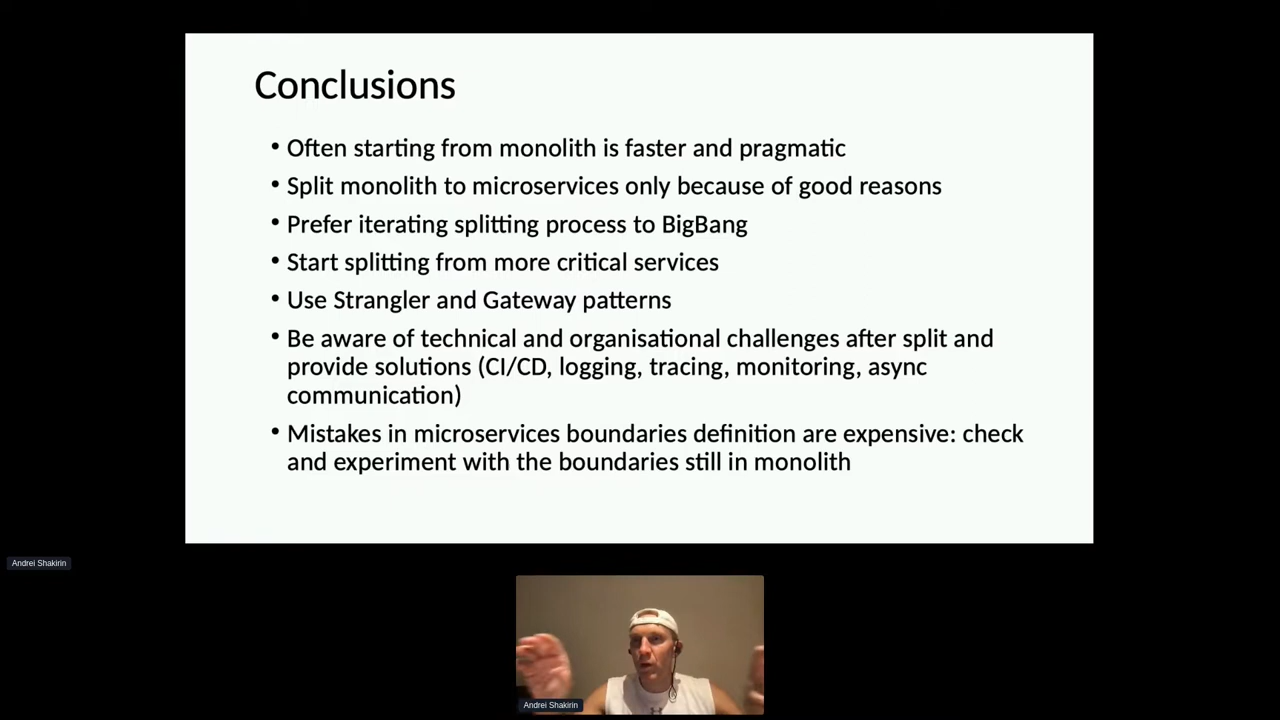 Conclusions
• Often starting from monolith is faster and pragmatic
• Split monolith to microservices only because of good reasons
• Prefer iterating splitting process to BigBang
• Start splitting from more critical services
• Use Strangler and Gateway patterns
• Be aware of technical and organisational challenges after split and
provide solutions (CI/CD, logging, tracing, monitoring, async
communication)
• Mistakes in microservices boundaries definition are expensive: check
and experiment with the boundaries still in monolith
Andrei Shakirin
Andrei Shakirin